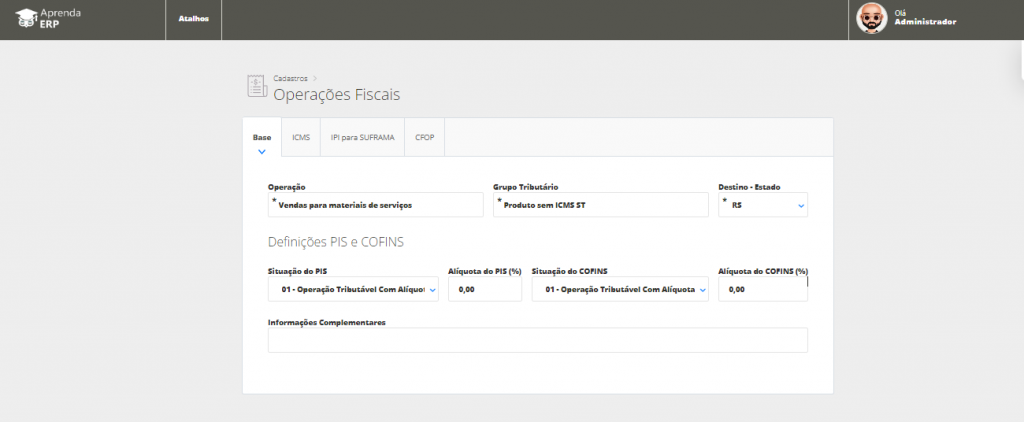 Aprenda
ERP
Atalhos
Olá
Administrador
Cadastros >
Operações Fiscais
Base
ICMS
IPI para SUFRAMA
CFOP
Operação
Grupo Tributário
Destino - Estado
* Vendas para materiais de serviços
* Produto sem ICMS ST
* RS
Definições PIS e COFINS
Situação do PIS
Alíquota do PIS (%)
Situação do COFINS
Alíquota do COFINS (%)
01 - Operação Tributável Com Alíquot
0,00
01 - Operação Tributável Com Alíquota
0,00
Informações Complementares